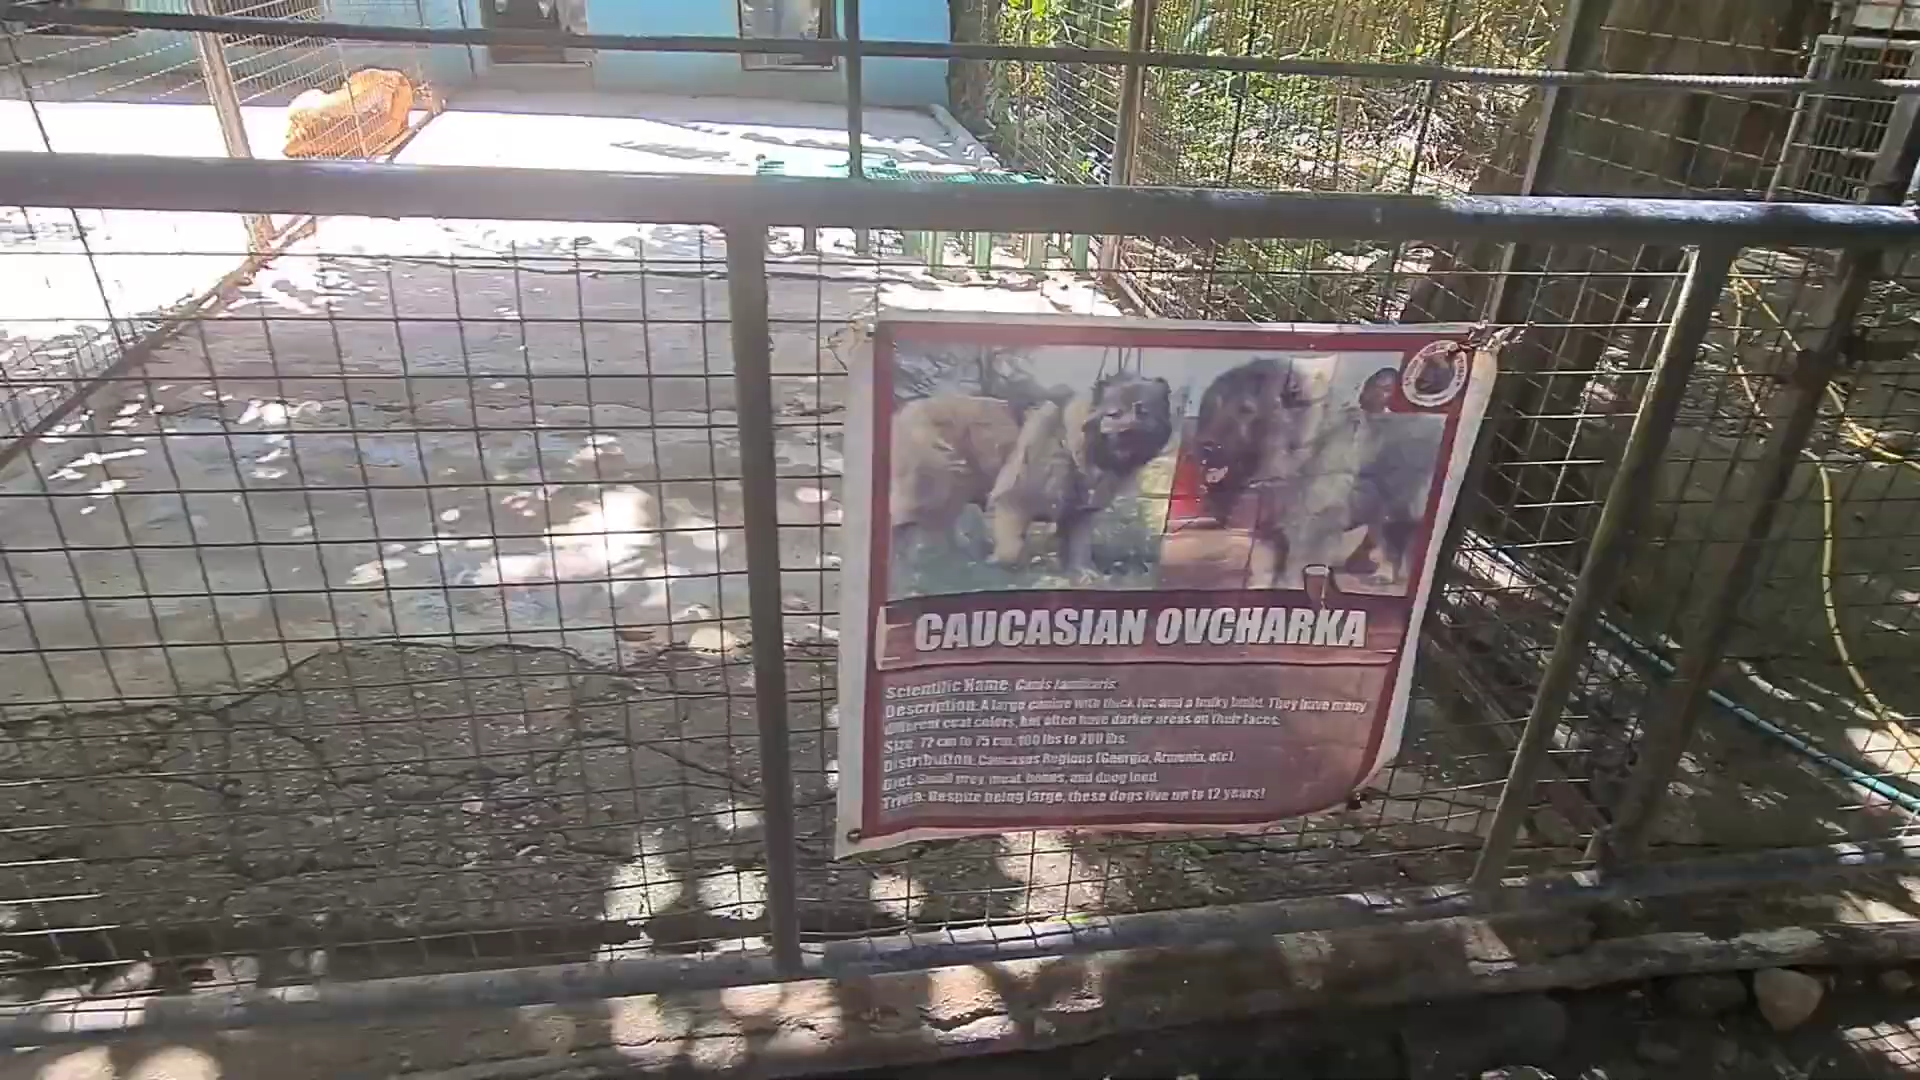 CAUCASIAN OVCHARKA
Scientific Name: Canis familiaris
Description: A large canine with thick fur and a bulky build. They have many
different coat colors, but often have darker areas on their faces.
Size: 72 cm to 75 cm, 100 lbs to 200 lbs.
Distribution: Caucasus Regions (Georgia, Armenia, etc).
Diet: Small prey, meat, bones, and food.
Trivia: Despite being large, these dogs live up to 12 years!